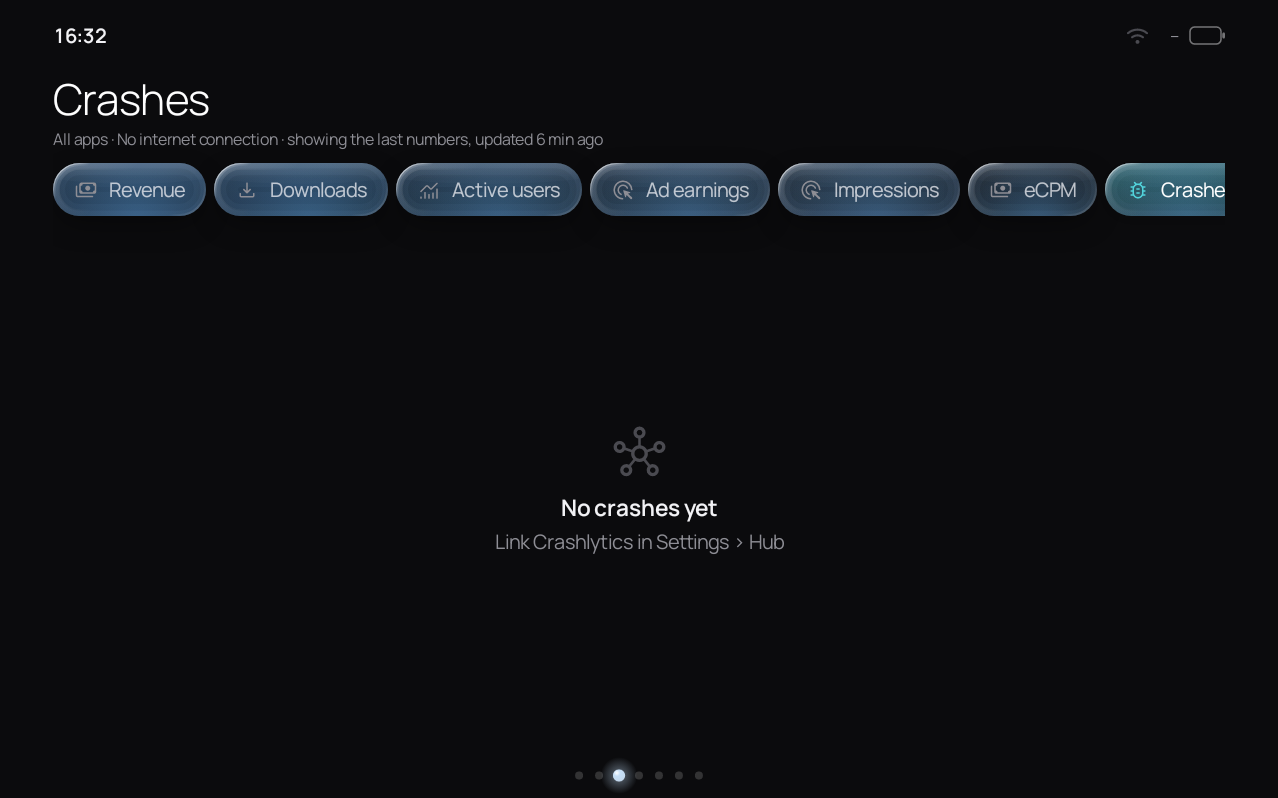 16:32
–
Crashes
All apps · No internet connection · showing the last numbers, updated 6 min ago
Revenue
Downloads
Active users
Ad earnings
Impressions
eCPM
Crashe
No crashes yet
Link Crashlytics in Settings > Hub